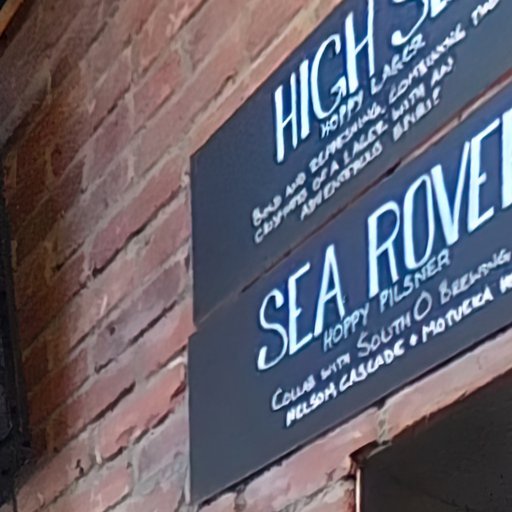 HIGH SE
HOPPY LAGER
BOLD AND REFRESHING, COMBINING THE
CRISPNESS OF A LAGER WITH AN
ADVENTUROUS SPIRIT
SEA ROVE
HOPPY PILSNER
COLLAB WITH SOUTH O BREWING,
NELSON, CASCADE + MOTUEKA